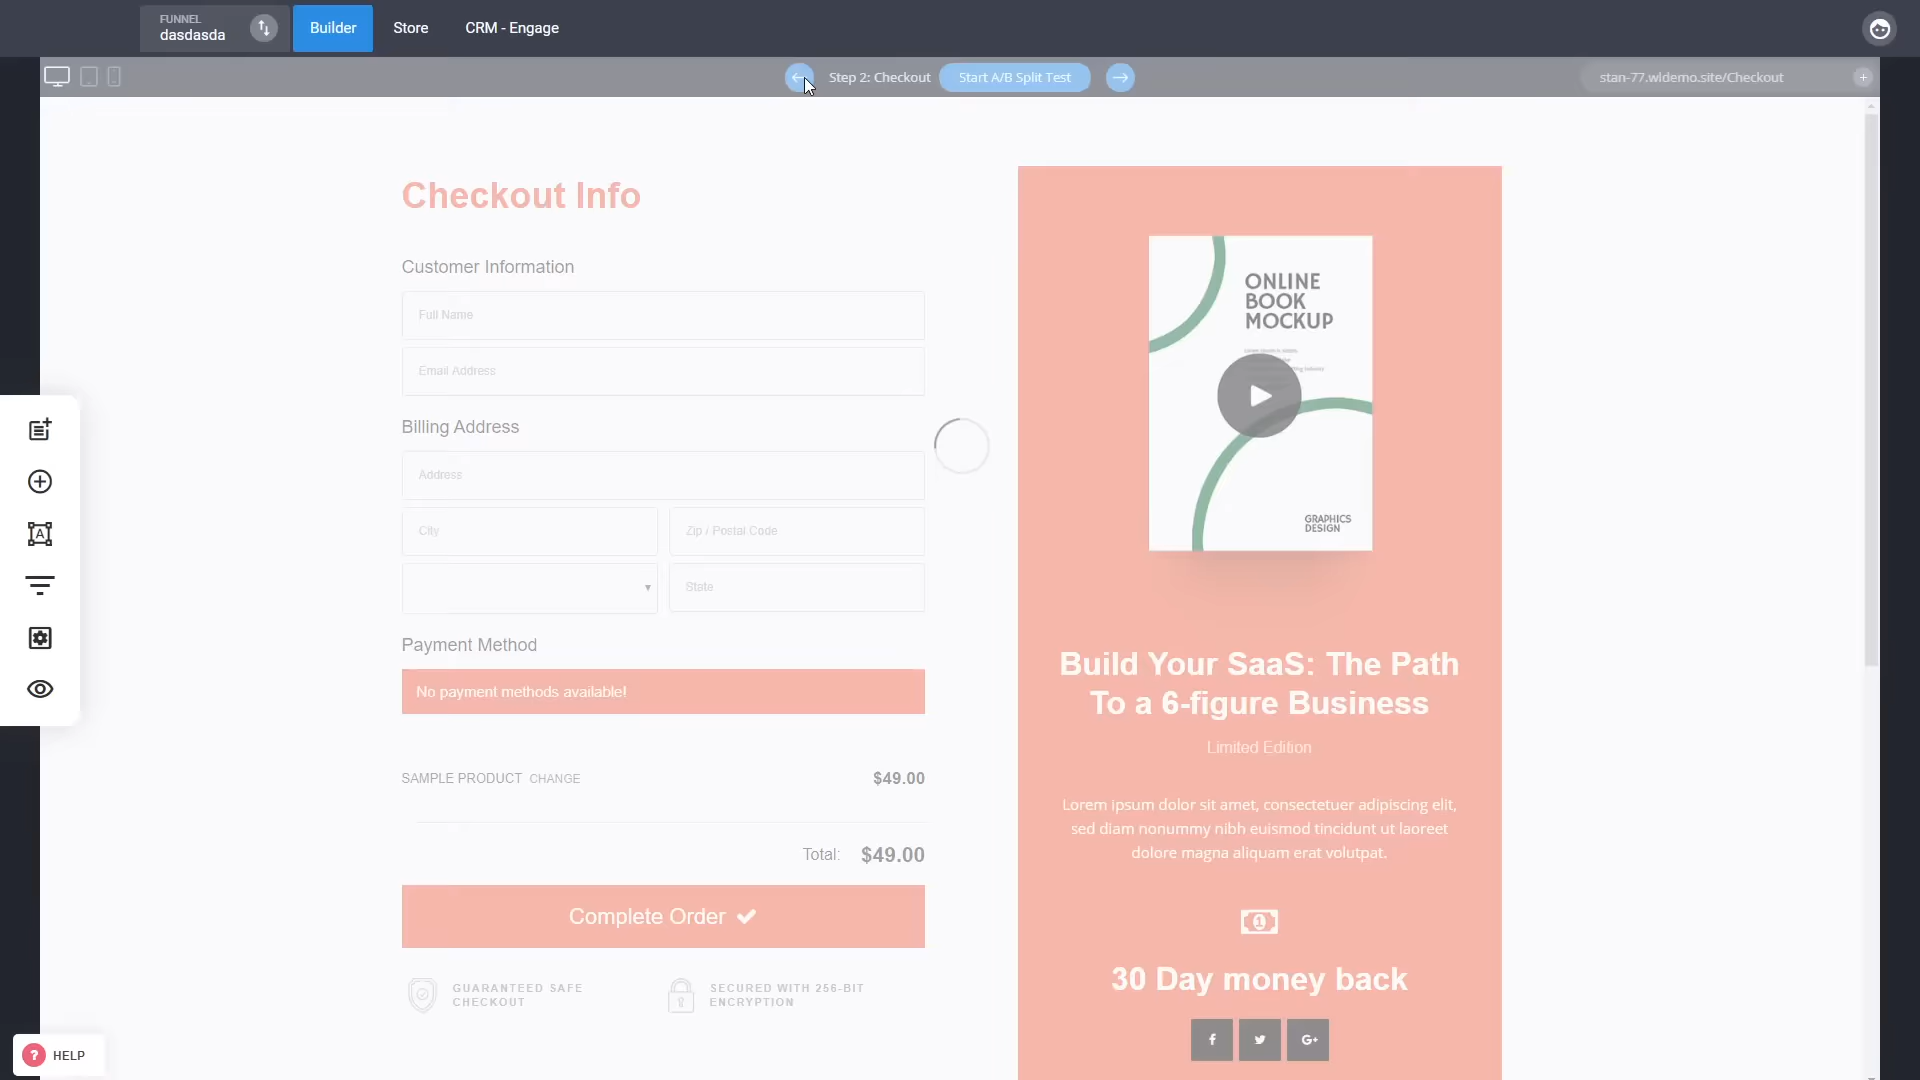 FUNNEL
dasdasda
Builder
Store
CRM - Engage
Step 2: Checkout
Start A/B Split Test
stan-77.wldemo.site/Checkout
Checkout Info
Customer Information
Full Name
Email Address
Billing Address
Address
City
Zip / Postal Code
State
Payment Method
No payment methods available!
SAMPLE PRODUCT CHANGE
$49.00
Total: $49.00
Complete Order
GUARANTEED SAFE
CHECKOUT
SECURED WITH 256-BIT
ENCRYPTION
ONLINE
BOOK
MOCKUP
GRAPHICS
DESIGN
Build Your SaaS: The Path
To a 6-figure Business
Limited Edition
Lorem ipsum dolor sit amet, consectetuer adipiscing elit,
sed diam nonummy nibh euismod tincidunt ut laoreet
dolore magna aliquam erat volutpat.
30 Day money back
? HELP